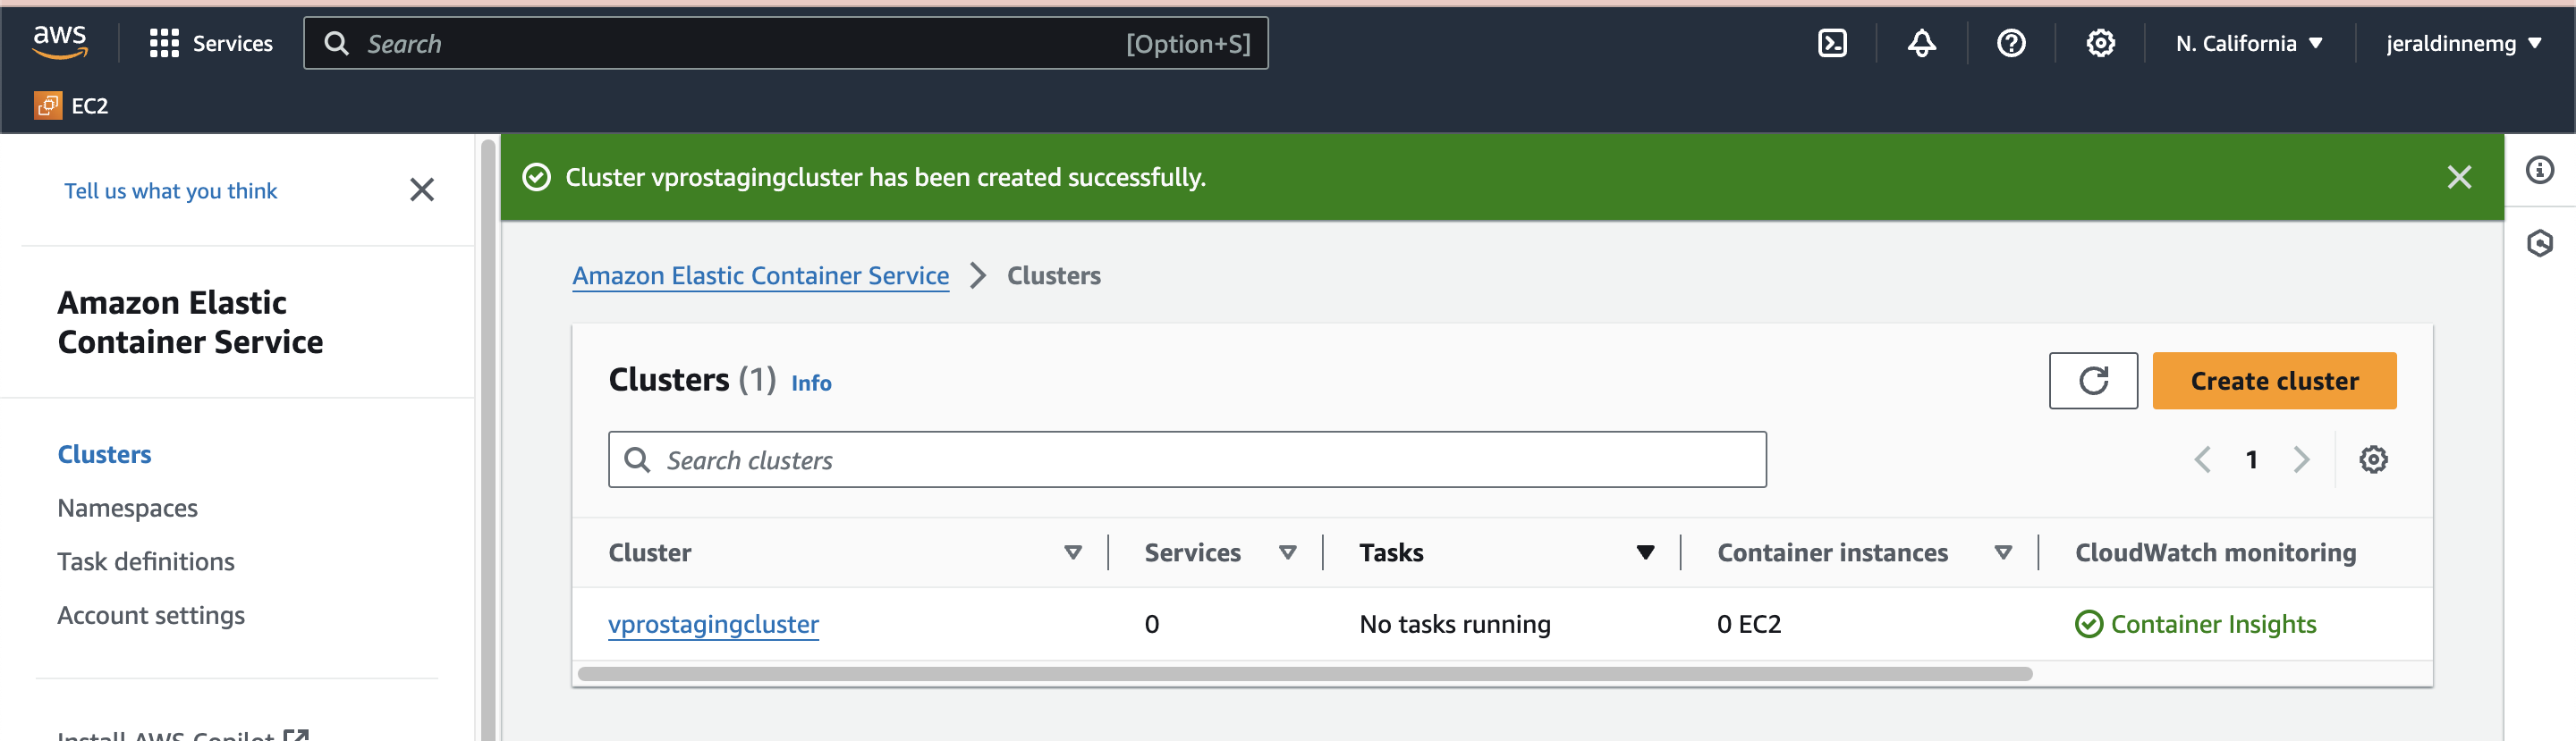 aws
Services
Search
[Option+S]
N. California
jeraldinnemg
EC2
Tell us what you think
Cluster vprostagingcluster has been created successfully.
Amazon Elastic Container Service
Clusters
Amazon Elastic
Container Service
Clusters (1) Info
Create cluster
Clusters
Namespaces
Task definitions
Account settings
Install AWS Copilot
Search clusters
1
Cluster
Services
Tasks
Container instances
CloudWatch monitoring
vprostagingcluster
0
No tasks running
0 EC2
Container Insights